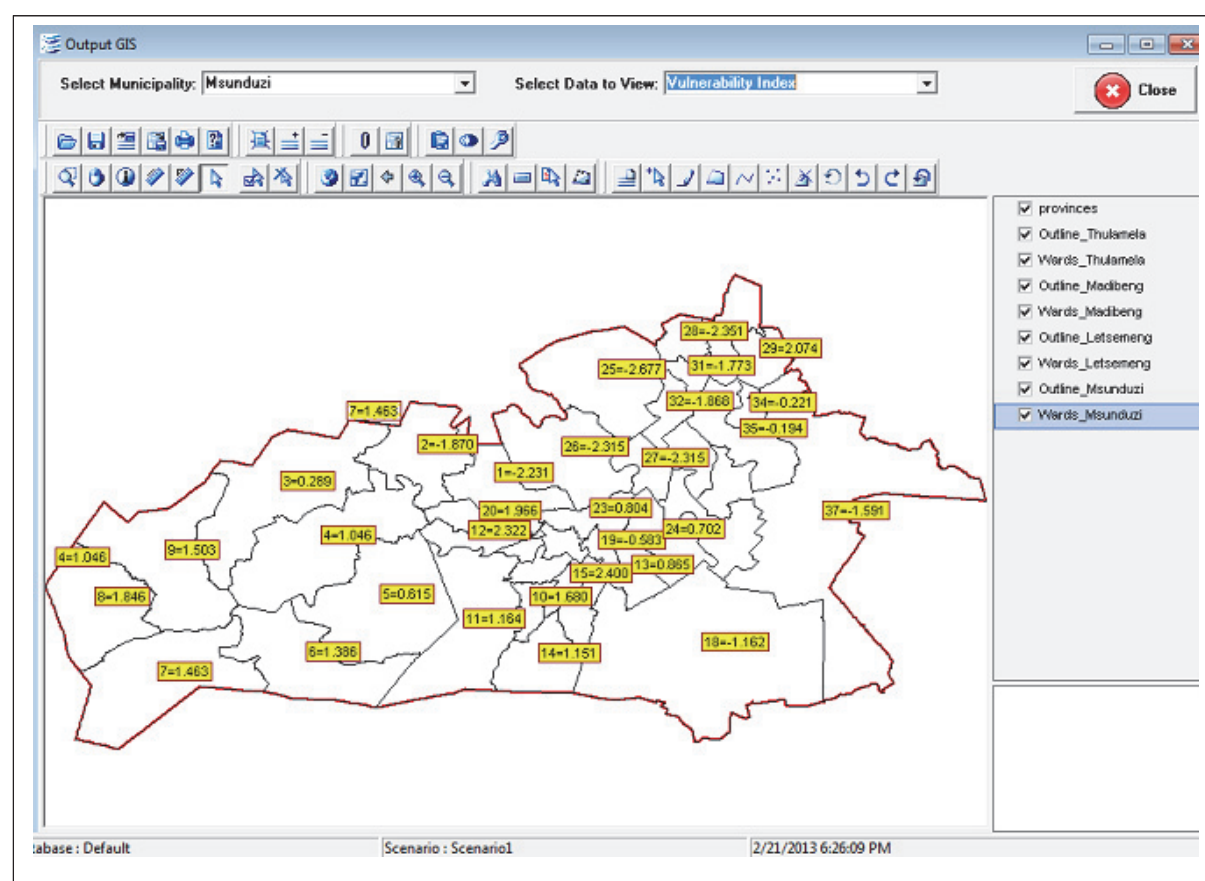 Output GIS
Select Municipality: Msunduzi
Select Data to View: Vulnerability Index
Close
provinces
Outline_Thulamela
Wards_Thulamela
Outline_Madibeng
Wards_Madibeng
Outline_Letsemeng
Wards_Letsemeng
Outline_Msunduzi
Wards_Msunduzi
28=-2.351
29=2.074
25=-2.677
31=-1.773
32=-1.868
34=-0.221
7=1.463
35=-0.194
2=-1.870
26=-2.315
27=-2.315
1=-2.231
3=0.289
20=1.966
23=0.804
37=-1.591
12=2.322
24=0.702
4=1.046
19=-0.583
9=1.503
4=1.046
13=0.865
15=2.400
8=1.846
5=0.615
10=1.680
11=1.164
18=-1.162
6=1.386
14=1.151
7=1.463
tabase : Default
Scenario : Scenario1
2/21/2013 6:26:09 PM